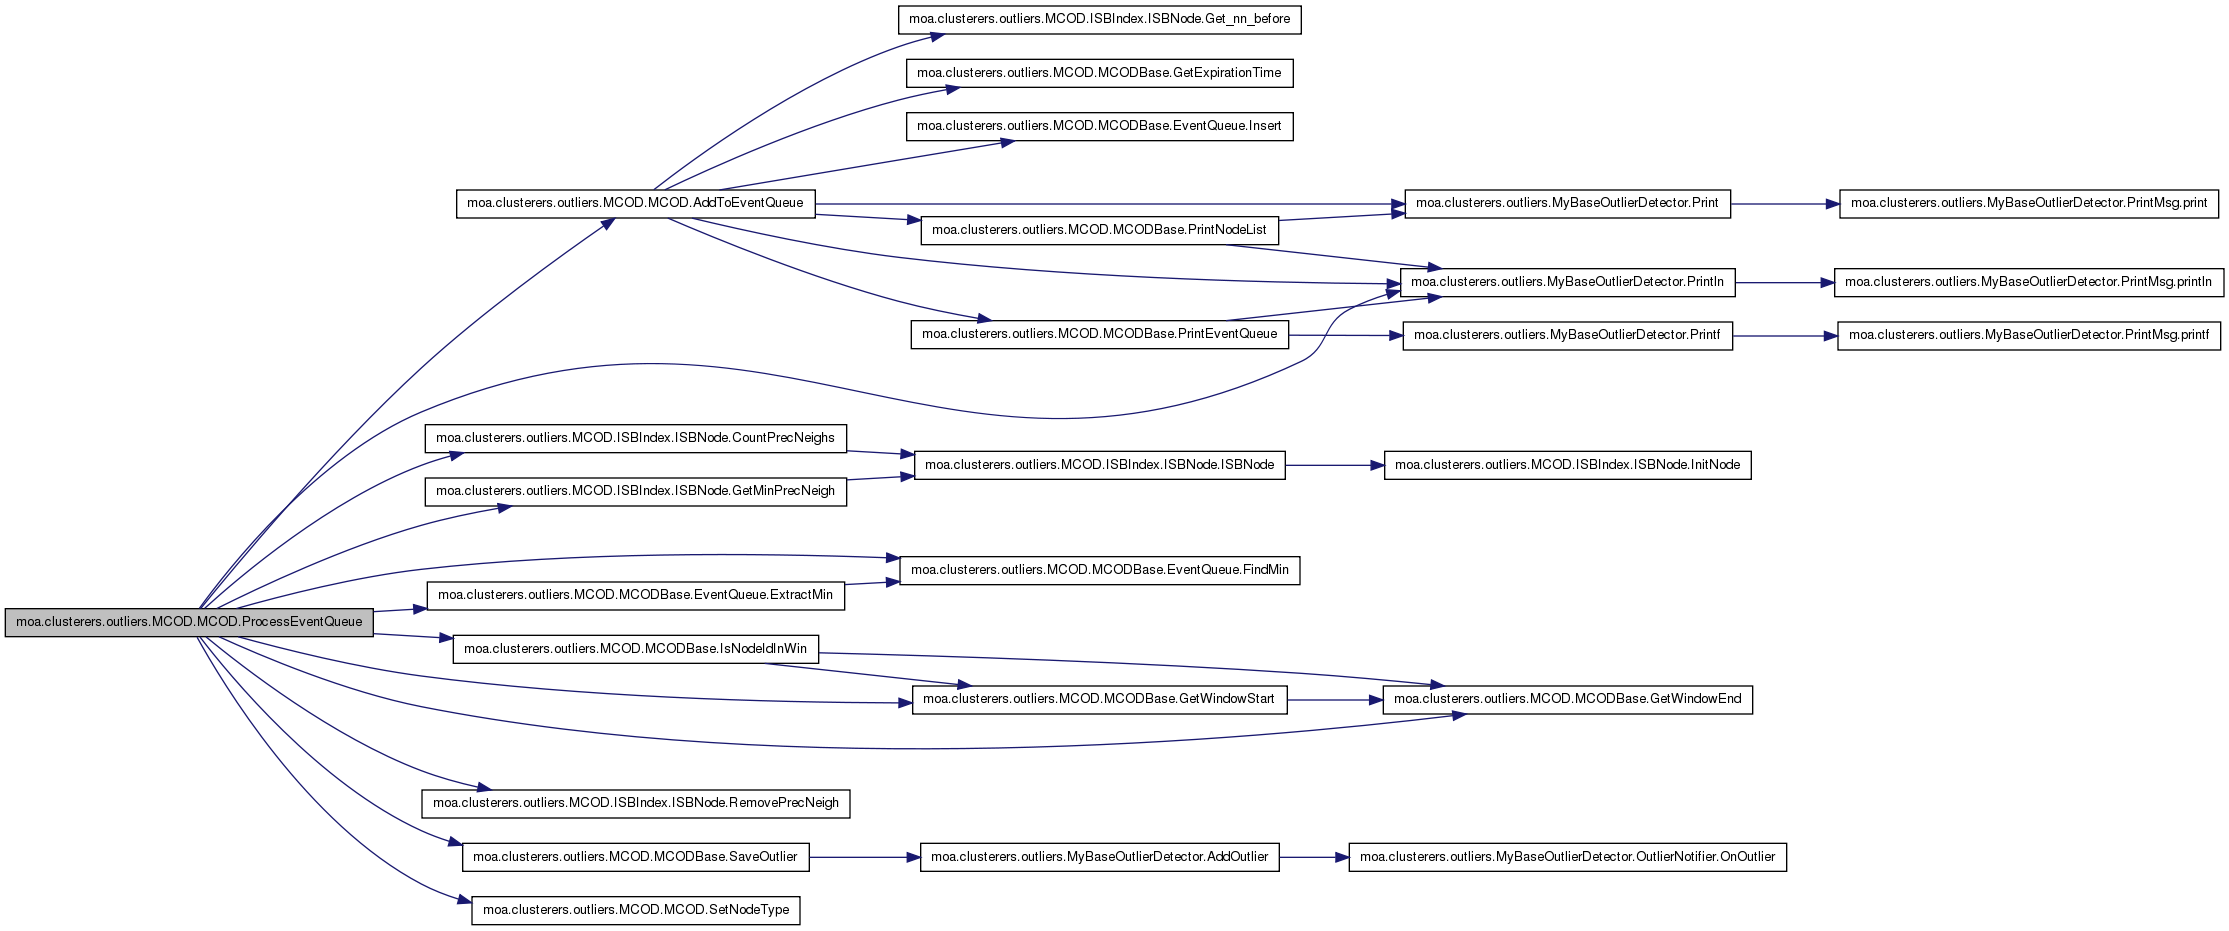 moa.clusterers.outliers.MCOD.ISBIndex.ISBNode.Get_nn_before
moa.clusterers.outliers.MCOD.MCODBase.GetExpirationTime
moa.clusterers.outliers.MCOD.MCODBase.EventQueue.Insert
moa.clusterers.outliers.MCOD.MCOD.AddToEventQueue
moa.clusterers.outliers.MyBaseOutlierDetector.Print
moa.clusterers.outliers.MyBaseOutlierDetector.PrintMsg.print
moa.clusterers.outliers.MCOD.MCODBase.PrintNodeList
moa.clusterers.outliers.MyBaseOutlierDetector.Println
moa.clusterers.outliers.MyBaseOutlierDetector.PrintMsg.println
moa.clusterers.outliers.MCOD.MCODBase.PrintEventQueue
moa.clusterers.outliers.MyBaseOutlierDetector.Printf
moa.clusterers.outliers.MyBaseOutlierDetector.PrintMsg.printf
moa.clusterers.outliers.MCOD.ISBIndex.ISBNode.CountPrecNeighs
moa.clusterers.outliers.MCOD.ISBIndex.ISBNode.ISBNode
moa.clusterers.outliers.MCOD.ISBIndex.ISBNode.InitNode
moa.clusterers.outliers.MCOD.ISBIndex.ISBNode.GetMinPrecNeigh
moa.clusterers.outliers.MCOD.MCODBase.EventQueue.FindMin
moa.clusterers.outliers.MCOD.MCODBase.EventQueue.ExtractMin
moa.clusterers.outliers.MCOD.MCOD.ProcessEventQueue
moa.clusterers.outliers.MCOD.MCODBase.IsNodeIdInWin
moa.clusterers.outliers.MCOD.MCODBase.GetWindowStart
moa.clusterers.outliers.MCOD.MCODBase.GetWindowEnd
moa.clusterers.outliers.MCOD.ISBIndex.ISBNode.RemovePrecNeigh
moa.clusterers.outliers.MCOD.MCODBase.SaveOutlier
moa.clusterers.outliers.MyBaseOutlierDetector.AddOutlier
moa.clusterers.outliers.MyBaseOutlierDetector.OutlierNotifier.OnOutlier
moa.clusterers.outliers.MCOD.MCOD.SetNodeType